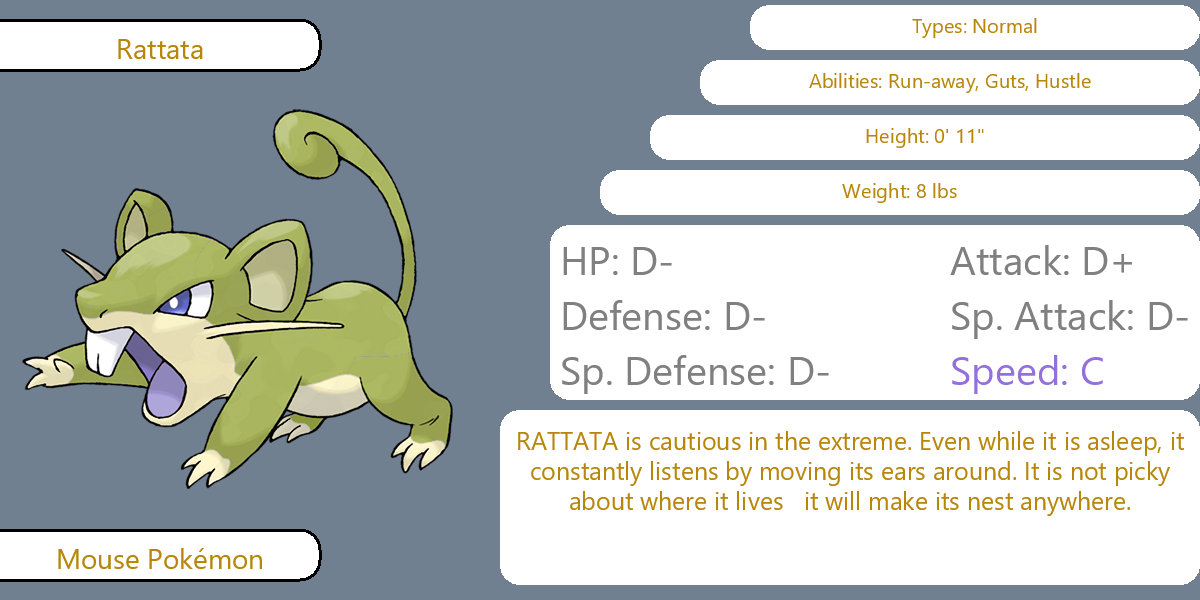 Rattata
Types: Normal
Abilities: Run-away, Guts, Hustle
Height: 0' 11"
Weight: 8 lbs
HP: D-
Attack: D+
Defense: D-
Sp. Attack: D-
Sp. Defense: D-
Speed: C
RATTATA is cautious in the extreme. Even while it is asleep, it
constantly listens by moving its ears around. It is not picky
about where it lives   it will make its nest anywhere.
Mouse Pokémon